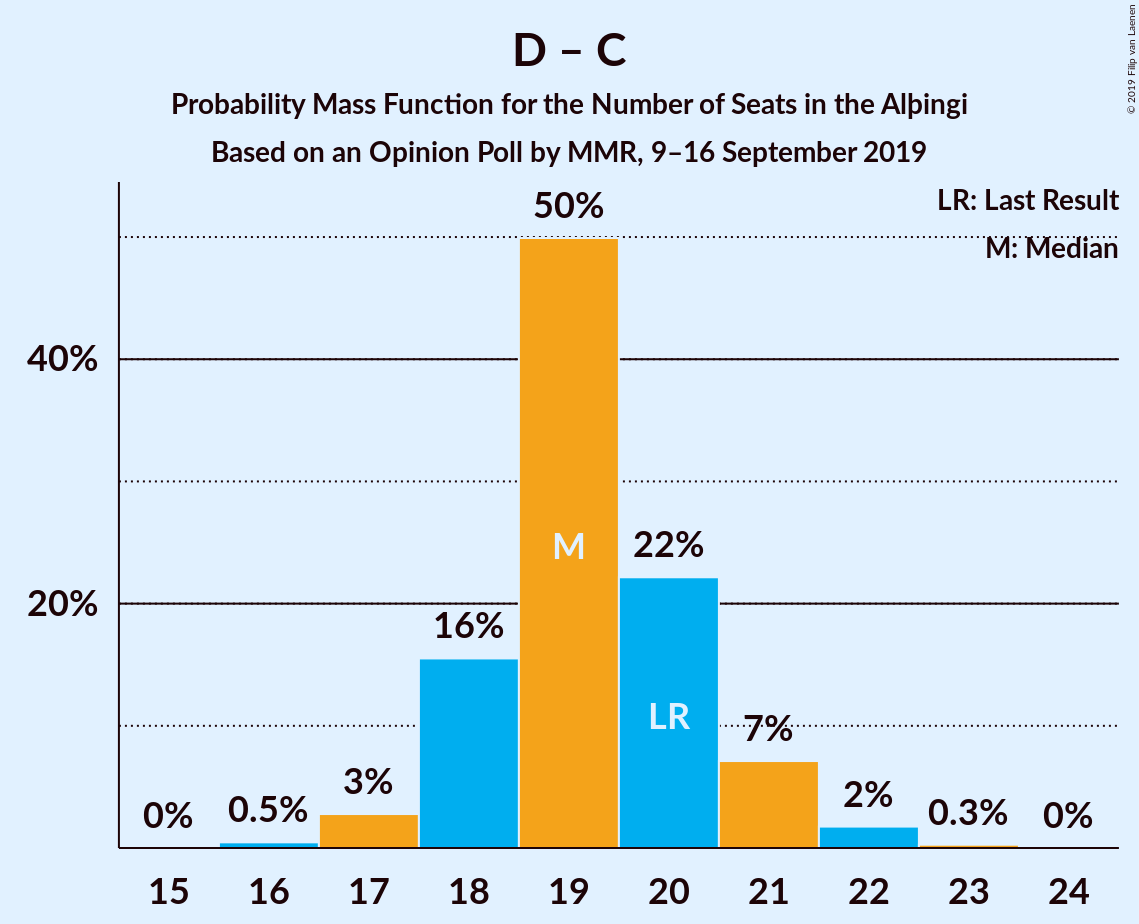 D – C
Probability Mass Function for the Number of Seats in the Alþingi
Based on an Opinion Poll by MMR, 9–16 September 2019
© 2019 Filip van Laenen
LR: Last Result
M: Median
50%
40%
22%
M
20%
16%
LR
7%
3%
2%
0%
0.5%
0.3%
0%
15 16 17 18 19 20 21 22 23 24